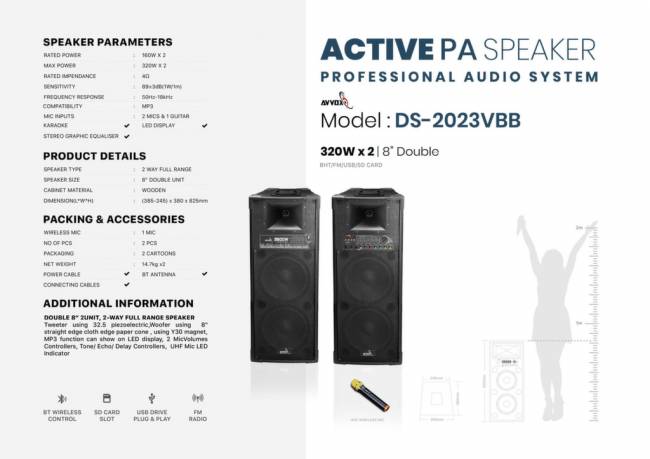 SPEAKER PARAMETERS
RATED POWER : 160W X 2
MAX POWER : 320W X 2
RATED IMPENDANCE : 4Ω
SENSITIVITY : 89±3dB(1W/1m)
FREQUENCY RESPONSE : 50Hz-18kHz
COMPATIBILITY : MP3
MIC INPUTS : 2 MICS & 1 GUITAR
KARAOKE ✔ LED DISPLAY ✔
STEREO GRAPHIC EQUALISER ✔
PRODUCT DETAILS
SPEAKER TYPE : 2 WAY FULL RANGE
SPEAKER SIZE : 8" DOUBLE UNIT
CABINET MATERIAL : WOODEN
DIMENSION(L*W*H) : (385-245) x 380 x 825mm
PACKING & ACCESSORIES
WIRELESS MIC : 1 MIC
NO OF PCS : 2 PCS
PACKAGING : 2 CARTOONS
NET WEIGHT : 14.7kg x2
POWER CABLE ✔ BT ANTENNA ✔
CONNECTING CABLES ✔
ADDITIONAL INFORMATION
DOUBLE 8" 2UNIT, 2-WAY FULL RANGE SPEAKER
Tweeter using 32.5 piezoelectric,Woofer using 8"
straight edge cloth edge paper cone , using Y30 magnet,
MP3 function can show on LED display, 2 MicVolumes
Controllers, Tone/ Echo/ Delay Controllers, UHF Mic LED
Indicator
BT WIRELESS
CONTROL
SD CARD
SLOT
USB DRIVE
PLUG & PLAY
FM
RADIO
ACTIVE PA SPEAKER
PROFESSIONAL AUDIO SYSTEM
AVVOX
Model : DS-2023VBB
320W x 2 | 8" Double
BHT/FM/USB/SD CARD
2m
1m